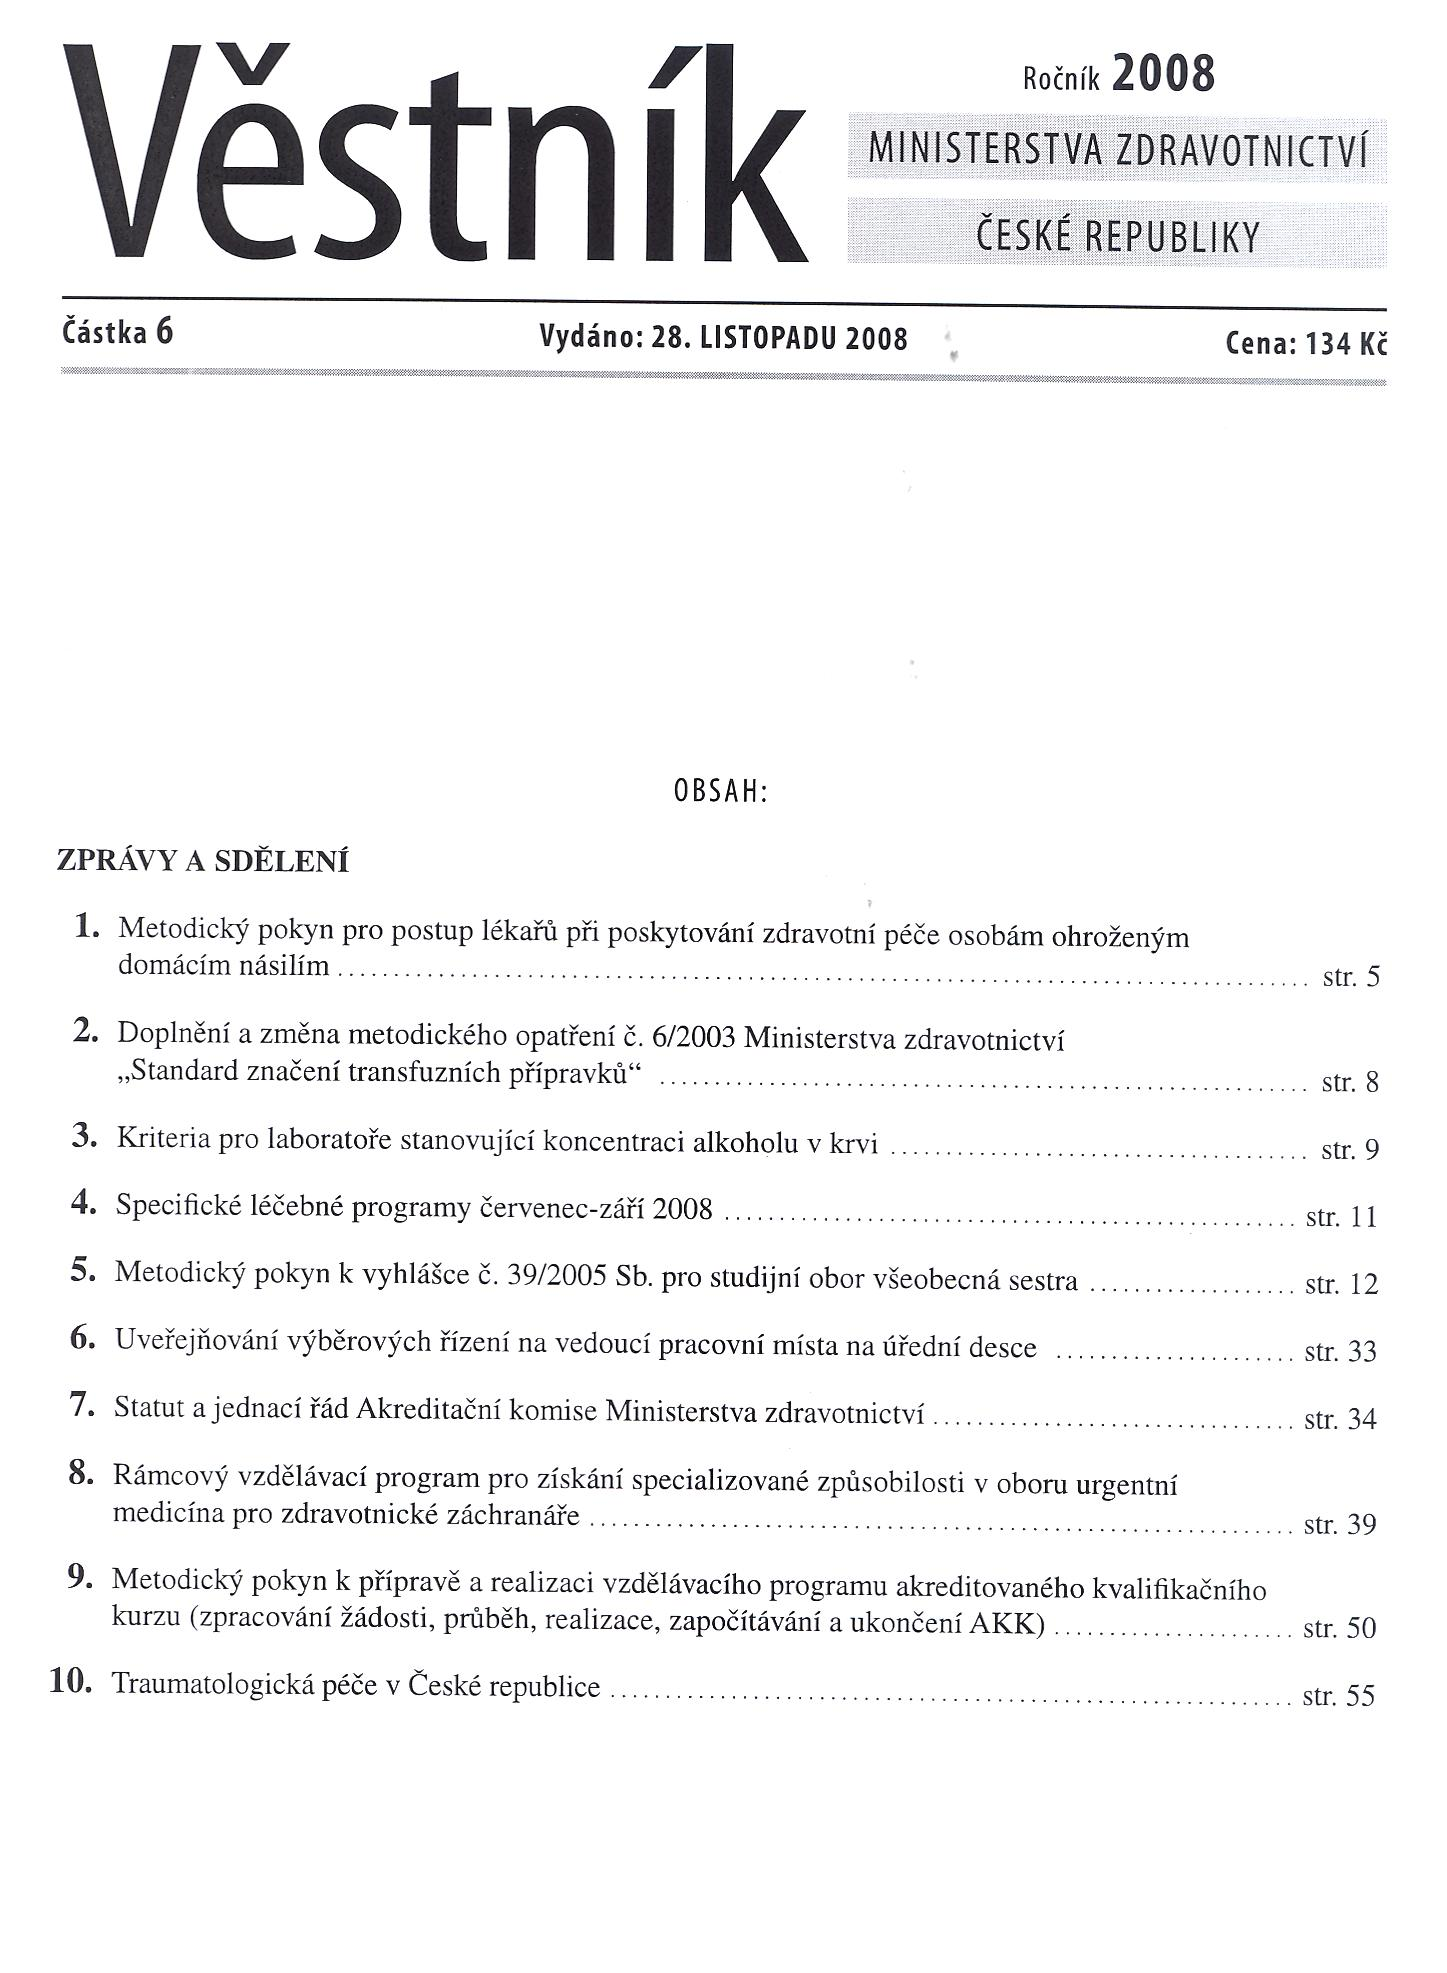 Věstník
Ročník 2008
MINISTERSTVA ZDRAVOTNICTVÍ
ČESKÉ REPUBLIKY
Částka 6 Vydáno: 28. LISTOPADU 2008 Cena: 134 Kč
OBSAH:
ZPRÁVY A SDĚLENÍ
1. Metodický pokyn pro postup lékařů při poskytování zdravotní péče osobám ohroženým
domácím násilím ........ str. 5
2. Doplnění a změna metodického opatření č. 6/2003 Ministerstva zdravotnictví
„Standard značení transfuzních přípravků“ ........ str. 8
3. Kriteria pro laboratoře stanovující koncentraci alkoholu v krvi ........ str. 9
4. Specifické léčebné programy červenec-září 2008 ........ str. 11
5. Metodický pokyn k vyhlášce č. 39/2005 Sb. pro studijní obor všeobecná sestra ........ str. 12
6. Uveřejňování výběrových řízení na vedoucí pracovní místa na úřední desce ........ str. 33
7. Statut a jednací řád Akreditační komise Ministerstva zdravotnictví ........ str. 34
8. Rámcový vzdělávací program pro získání specializované způsobilosti v oboru urgentní
medicína pro zdravotnické záchranáře ........ str. 39
9. Metodický pokyn k přípravě a realizaci vzdělávacího programu akreditovaného kvalifikačního
kurzu (zpracování žádosti, průběh, realizace, započítávání a ukončení AKK) ........ str. 50
10. Traumatologická péče v České republice ........ str. 55